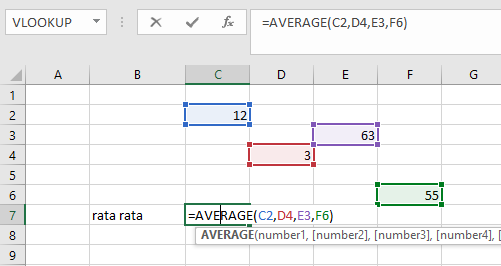 VLOOKUP fx =AVERAGE(C2,D4,E3,F6)
A B C D E F G
1
2 12
3 63
4 3
5
6 55
7 rata rata =AVERAGE(C2,D4,E3,F6)
8 AVERAGE(number1, [number2], [number3], [number4], [
9